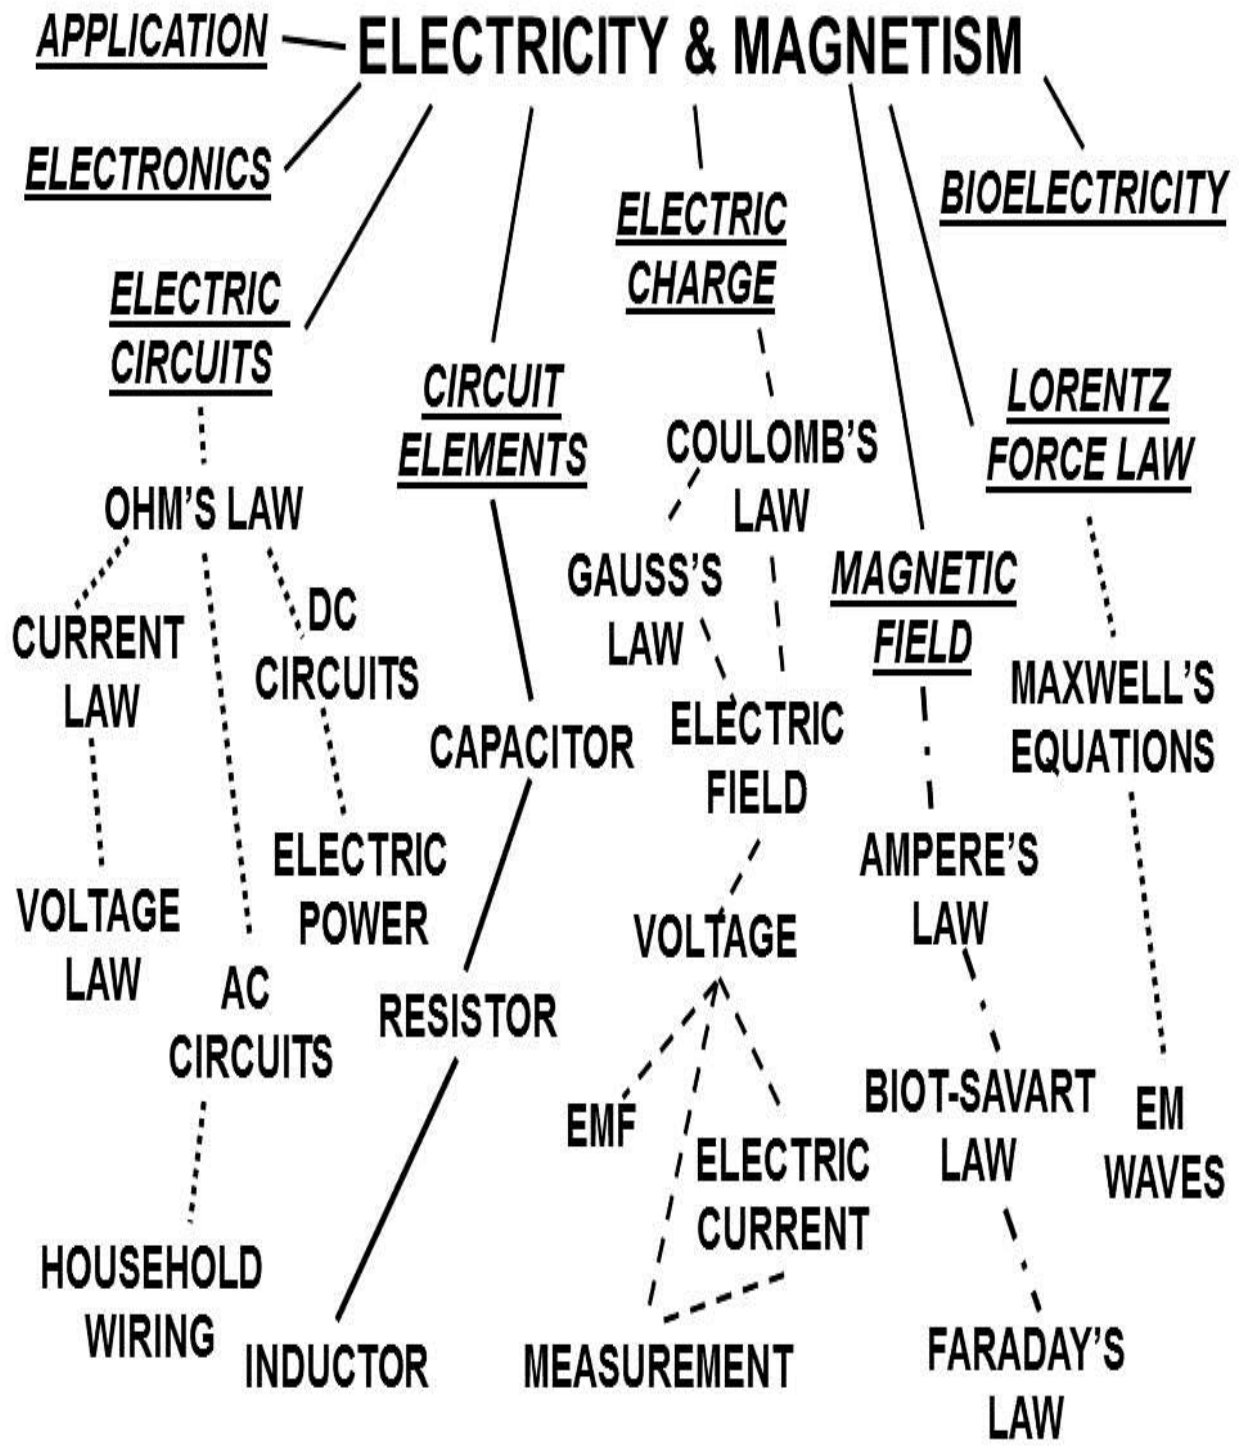 APPLICATION
ELECTRICITY & MAGNETISM
ELECTRONICS
BIOELECTRICITY
ELECTRIC
CHARGE
ELECTRIC
CIRCUITS
CIRCUIT
ELEMENTS
LORENTZ
FORCE LAW
COULOMB'S
LAW
OHM'S LAW
GAUSS'S
LAW
MAGNETIC
FIELD
CURRENT
LAW
DC
CIRCUITS
MAXWELL'S
EQUATIONS
CAPACITOR
ELECTRIC
FIELD
ELECTRIC
POWER
AMPERE'S
LAW
VOLTAGE
LAW
VOLTAGE
AC
CIRCUITS
RESISTOR
BIOT-SAVART
LAW
EM
WAVES
EMF
ELECTRIC
CURRENT
HOUSEHOLD
WIRING
INDUCTOR
MEASUREMENT
FARADAY'S
LAW